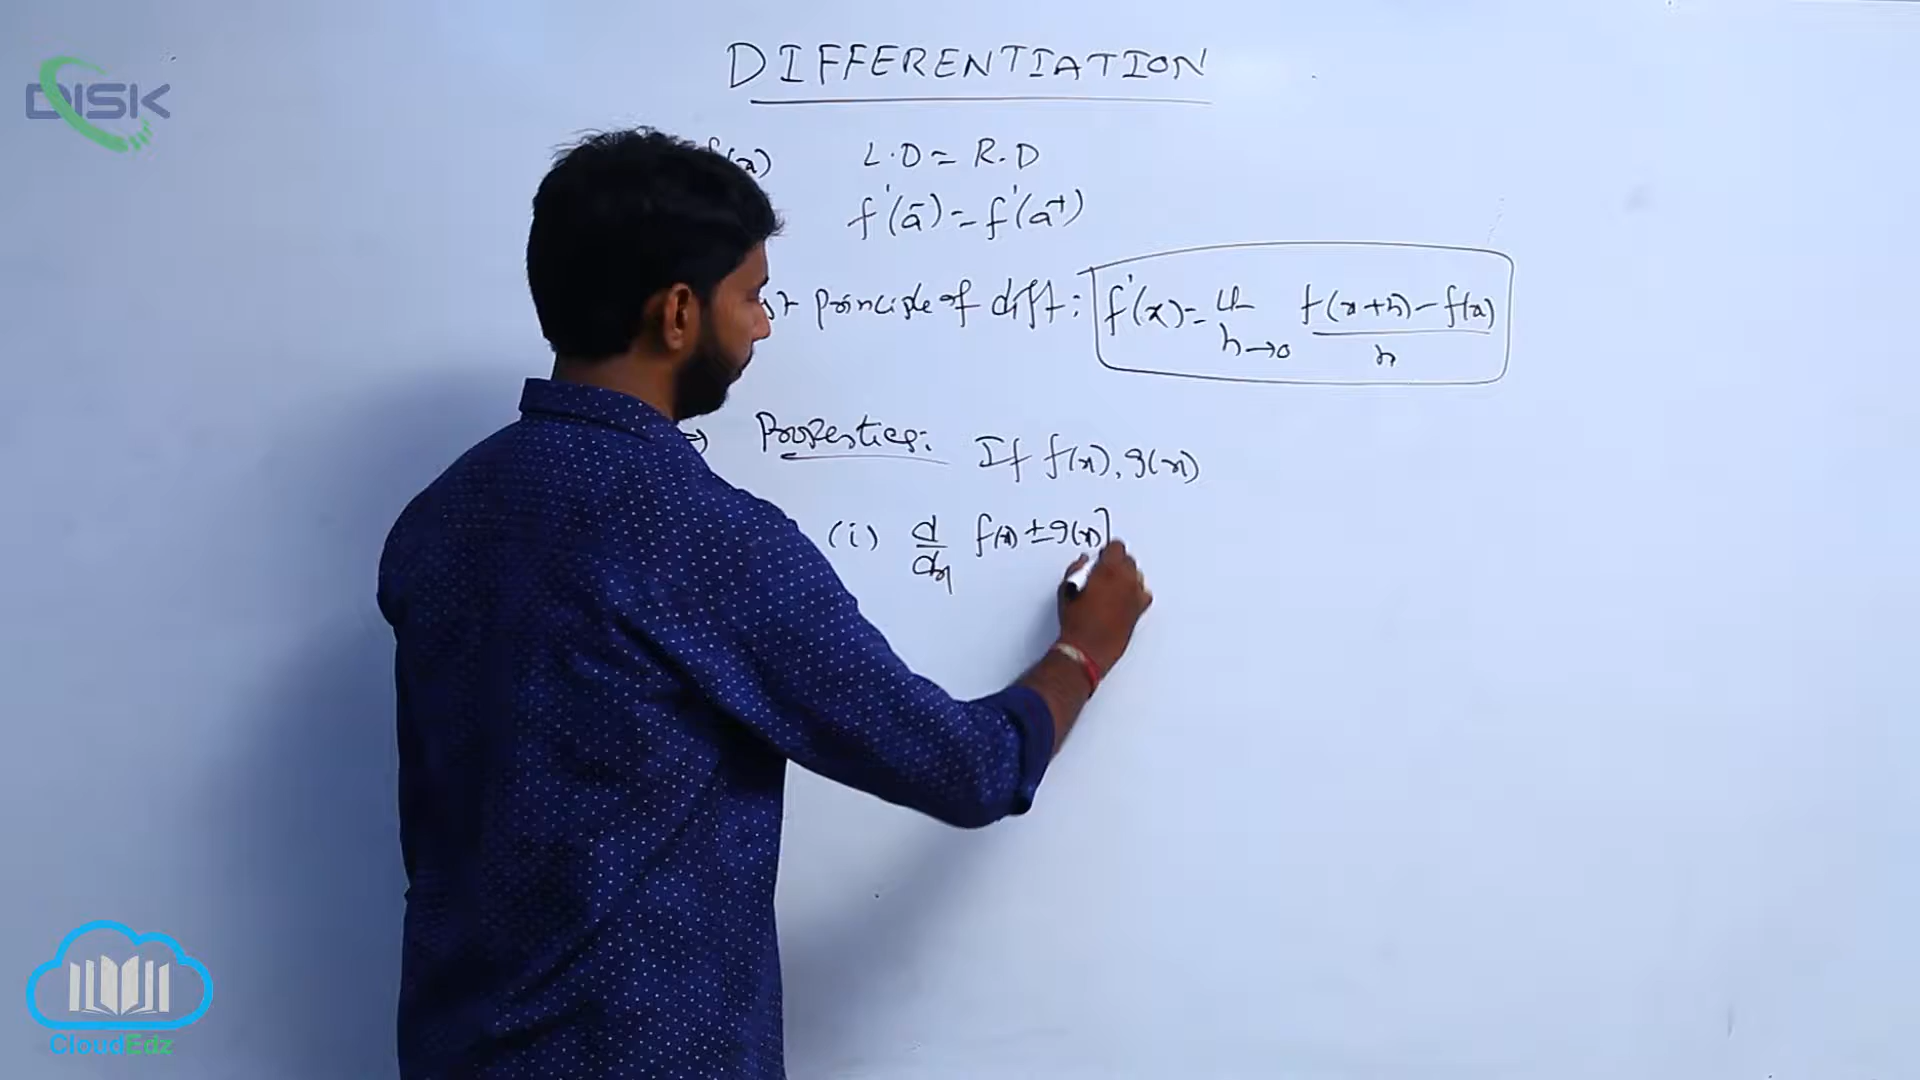 DISK
DIFFERENTIATION
f(a) L.D = R.D
f'(a⁻) = f'(a⁺)
principle of diff: f'(x) = Lt h→0 f(x+h) - f(x) / h
Properties: If f(x), g(x)
(i) d/dx f(x) ± g(x)]
CloudEdz